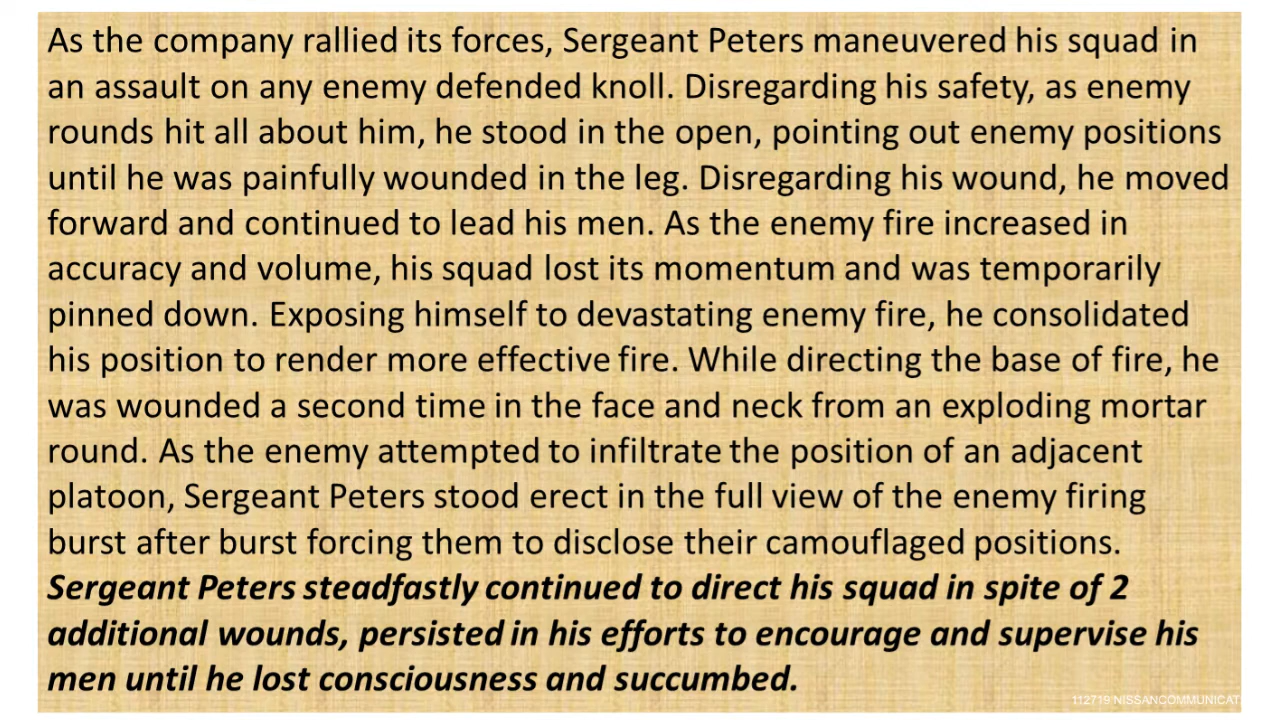 As the company rallied its forces, Sergeant Peters maneuvered his squad in
an assault on any enemy defended knoll. Disregarding his safety, as enemy
rounds hit all about him, he stood in the open, pointing out enemy positions
until he was painfully wounded in the leg. Disregarding his wound, he moved
forward and continued to lead his men. As the enemy fire increased in
accuracy and volume, his squad lost its momentum and was temporarily
pinned down. Exposing himself to devastating enemy fire, he consolidated
his position to render more effective fire. While directing the base of fire, he
was wounded a second time in the face and neck from an exploding mortar
round. As the enemy attempted to infiltrate the position of an adjacent
platoon, Sergeant Peters stood erect in the full view of the enemy firing
burst after burst forcing them to disclose their camouflaged positions.
Sergeant Peters steadfastly continued to direct his squad in spite of 2
additional wounds, persisted in his efforts to encourage and supervise his
men until he lost consciousness and succumbed.
112719 NISSANCOMMUNICAT